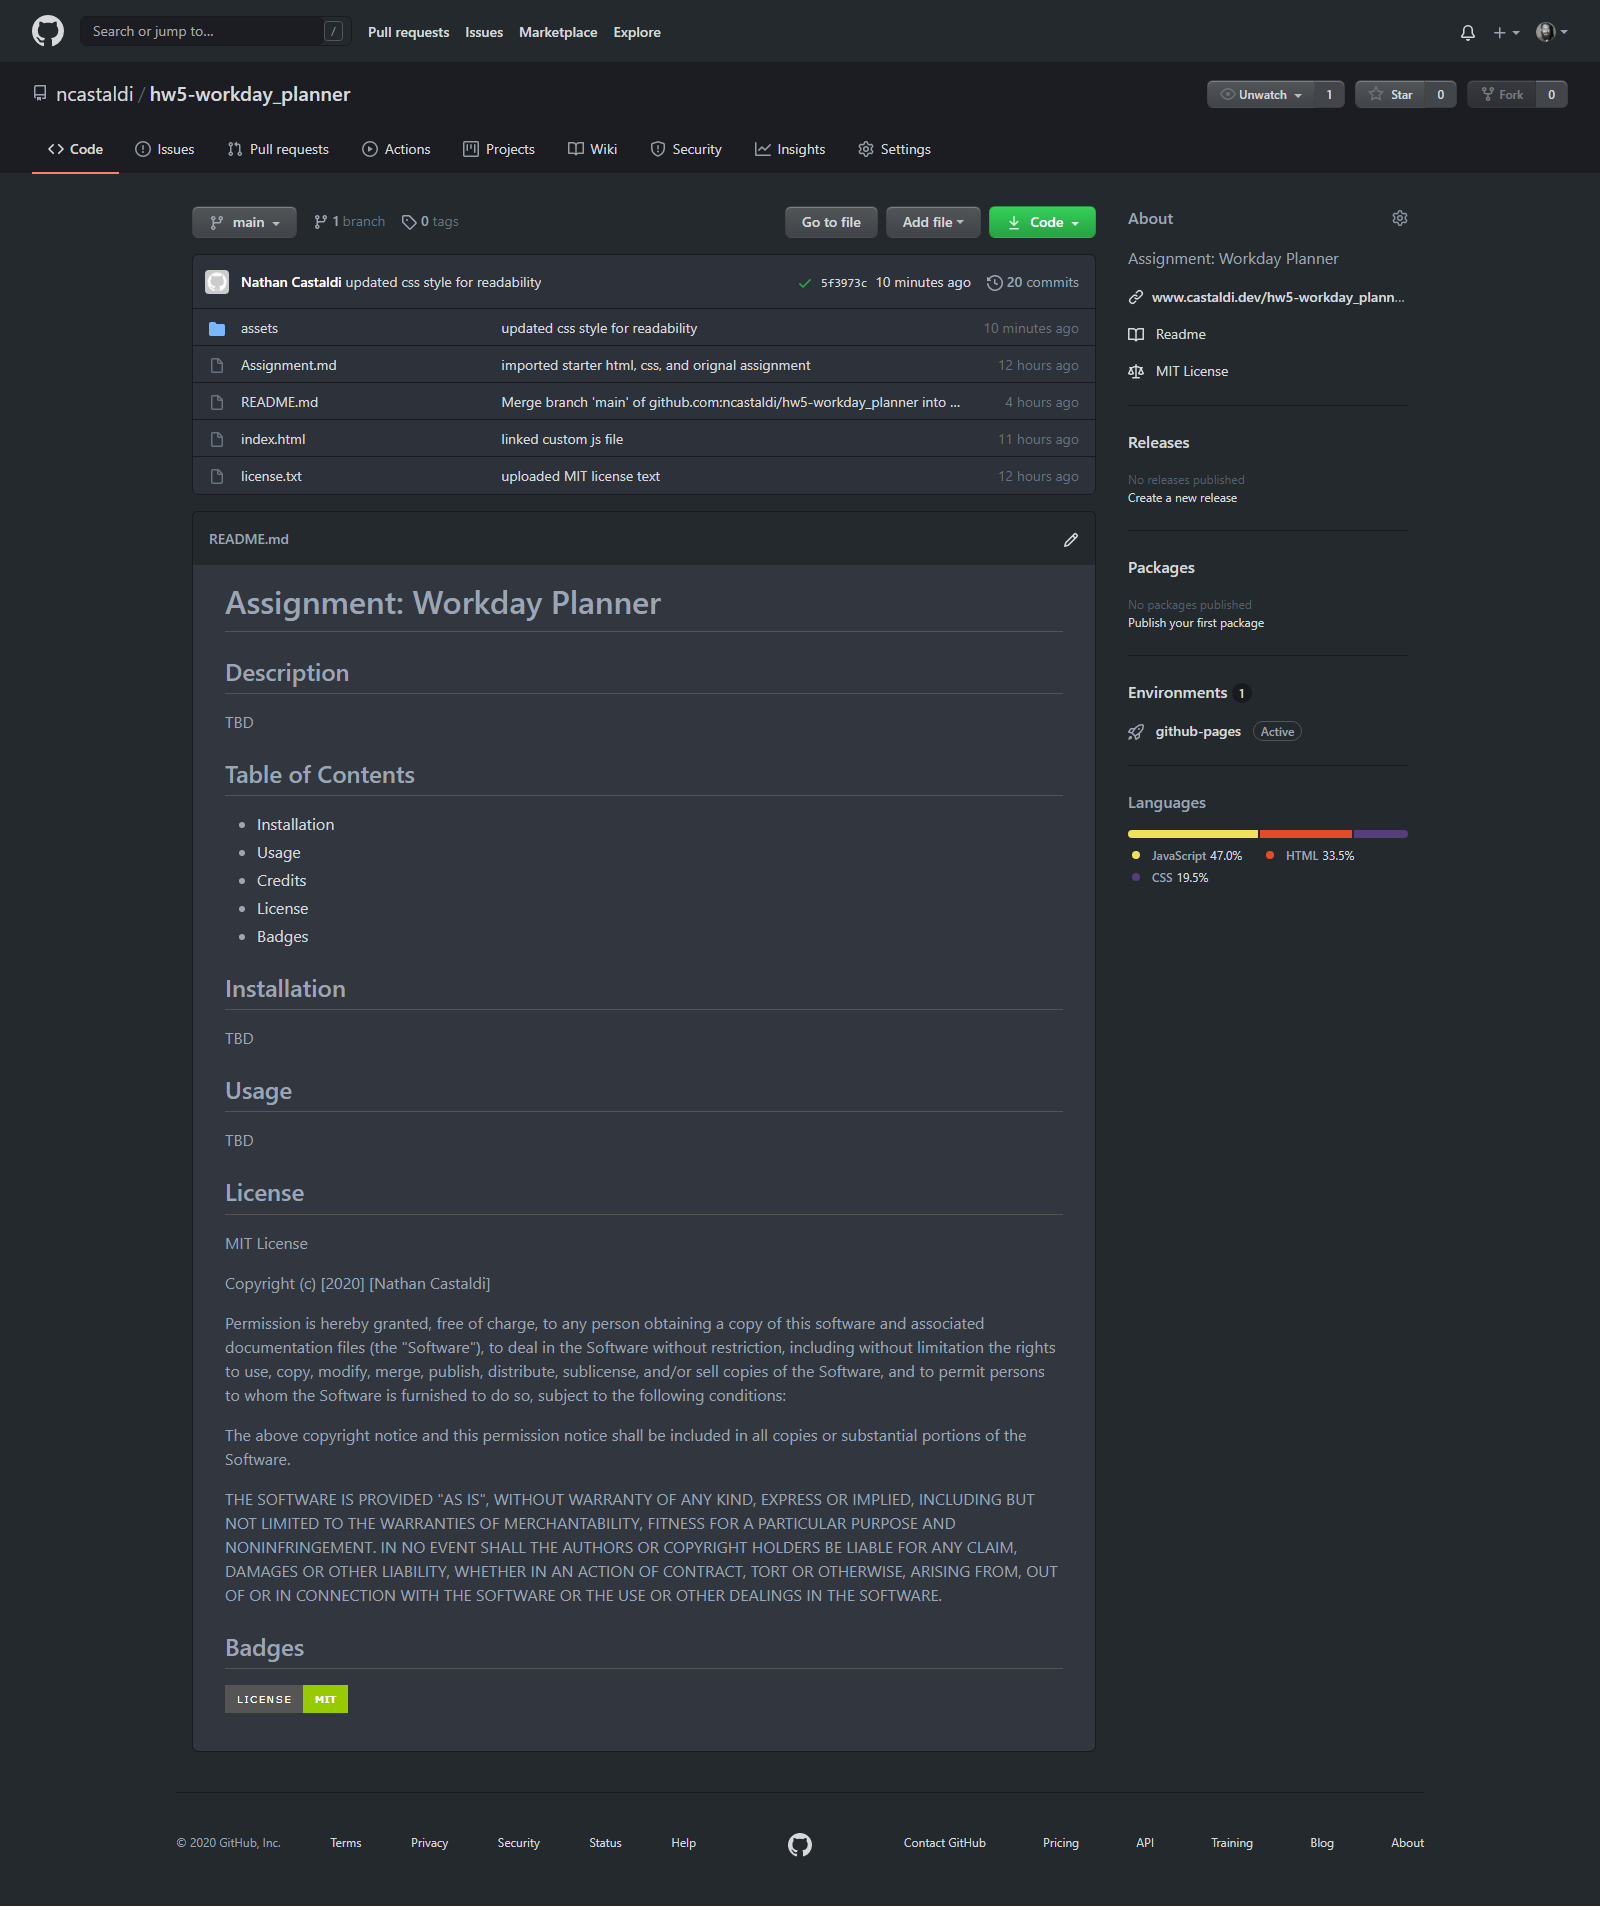 Search or jump to... /
Pull requests Issues Marketplace Explore
ncastaldi / hw5-workday_planner
Unwatch 1 Star 0 Fork 0
Code Issues Pull requests Actions Projects Wiki Security Insights Settings
main 1 branch 0 tags Go to file Add file Code
Nathan Castaldi updated css style for readability 5f3973c 10 minutes ago 20 commits
assets updated css style for readability 10 minutes ago
Assignment.md imported starter html, css, and orignal assignment 12 hours ago
README.md Merge branch 'main' of github.com:ncastaldi/hw5-workday_planner into ... 4 hours ago
index.html linked custom js file 11 hours ago
license.txt uploaded MIT license text 12 hours ago
README.md
Assignment: Workday Planner
Description
TBD
Table of Contents
Installation
Usage
Credits
License
Badges
Installation
TBD
Usage
TBD
License
MIT License
Copyright (c) [2020] [Nathan Castaldi]
Permission is hereby granted, free of charge, to any person obtaining a copy of this software and associated
documentation files (the "Software"), to deal in the Software without restriction, including without limitation the rights
to use, copy, modify, merge, publish, distribute, sublicense, and/or sell copies of the Software, and to permit persons
to whom the Software is furnished to do so, subject to the following conditions:
The above copyright notice and this permission notice shall be included in all copies or substantial portions of the
Software.
THE SOFTWARE IS PROVIDED "AS IS", WITHOUT WARRANTY OF ANY KIND, EXPRESS OR IMPLIED, INCLUDING BUT
NOT LIMITED TO THE WARRANTIES OF MERCHANTABILITY, FITNESS FOR A PARTICULAR PURPOSE AND
NONINFRINGEMENT. IN NO EVENT SHALL THE AUTHORS OR COPYRIGHT HOLDERS BE LIABLE FOR ANY CLAIM,
DAMAGES OR OTHER LIABILITY, WHETHER IN AN ACTION OF CONTRACT, TORT OR OTHERWISE, ARISING FROM, OUT
OF OR IN CONNECTION WITH THE SOFTWARE OR THE USE OR OTHER DEALINGS IN THE SOFTWARE.
Badges
LICENSE MIT
About
Assignment: Workday Planner
www.castaldi.dev/hw5-workday_plann...
Readme
MIT License
Releases
No releases published
Create a new release
Packages
No packages published
Publish your first package
Environments 1
github-pages Active
Languages
JavaScript 47.0% HTML 33.5%
CSS 19.5%
© 2020 GitHub, Inc. Terms Privacy Security Status Help Contact GitHub Pricing API Training Blog About